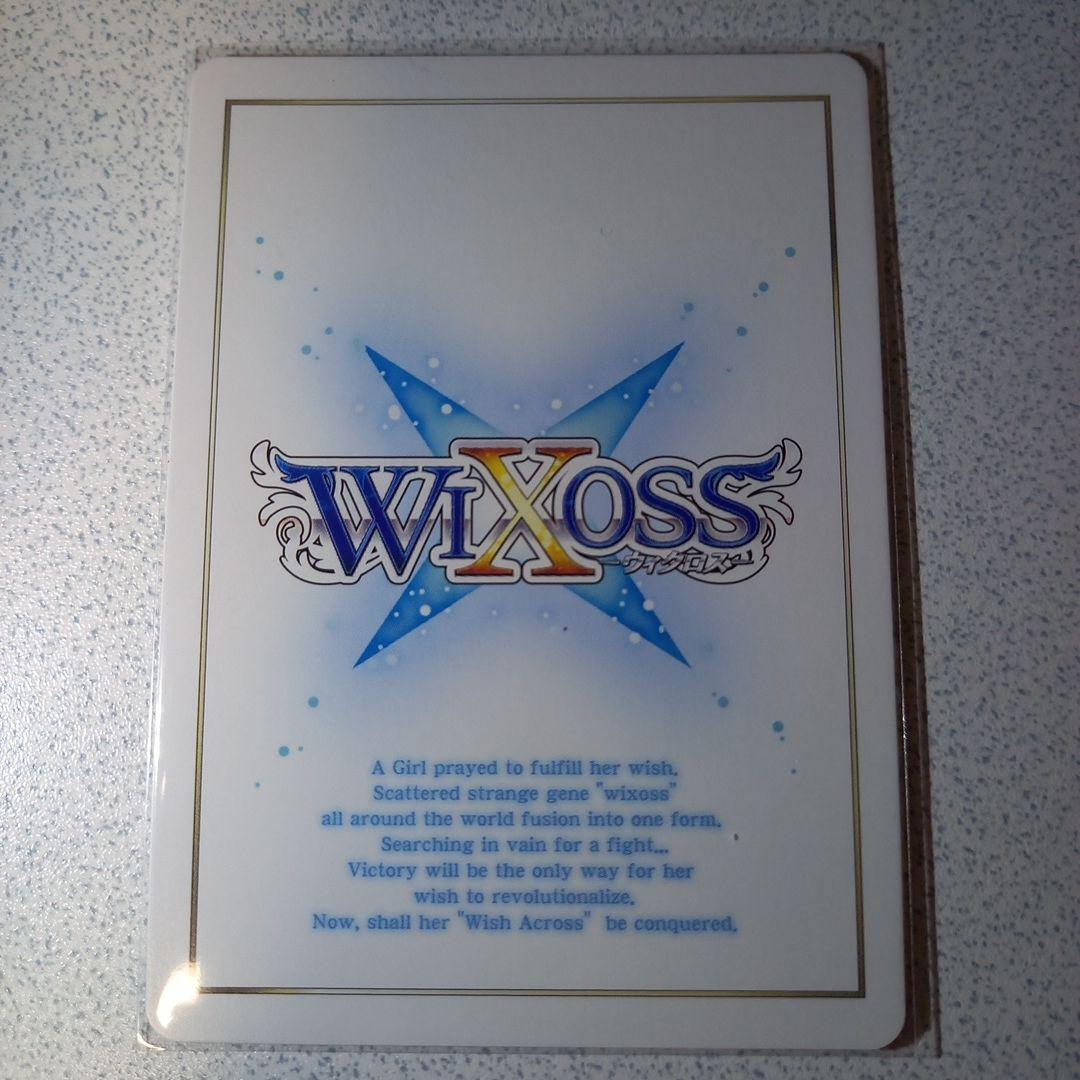 WIXOSS
－ウィクロス－
A Girl prayed to fulfill her wish.
Scattered strange gene "wixoss"
all around the world fusion into one form.
Searching in vain for a fight...
Victory will be the only way for her
wish to revolutionalize.
Now, shall her "Wish Across" be conquered.